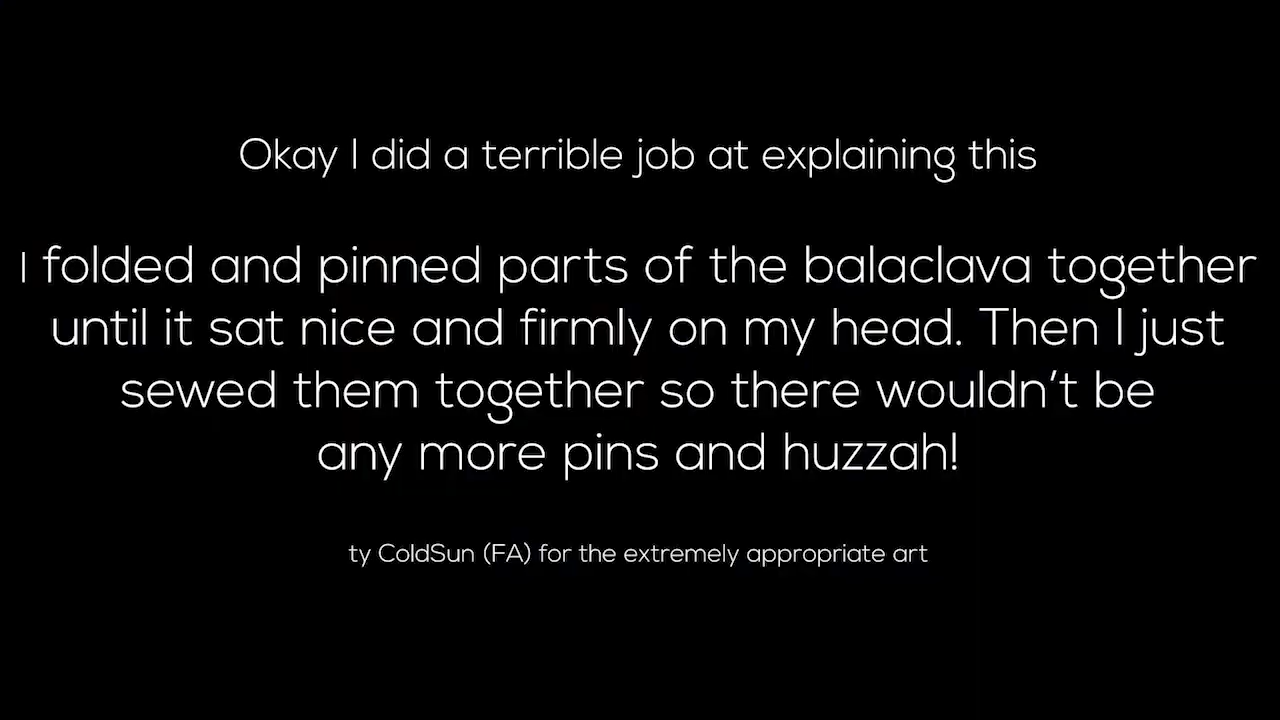 Okay I did a terrible job at explaining this
I folded and pinned parts of the balaclava together
until it sat nice and firmly on my head. Then I just
sewed them together so there wouldn’t be
any more pins and huzzah!
ty ColdSun (FA) for the extremely appropriate art